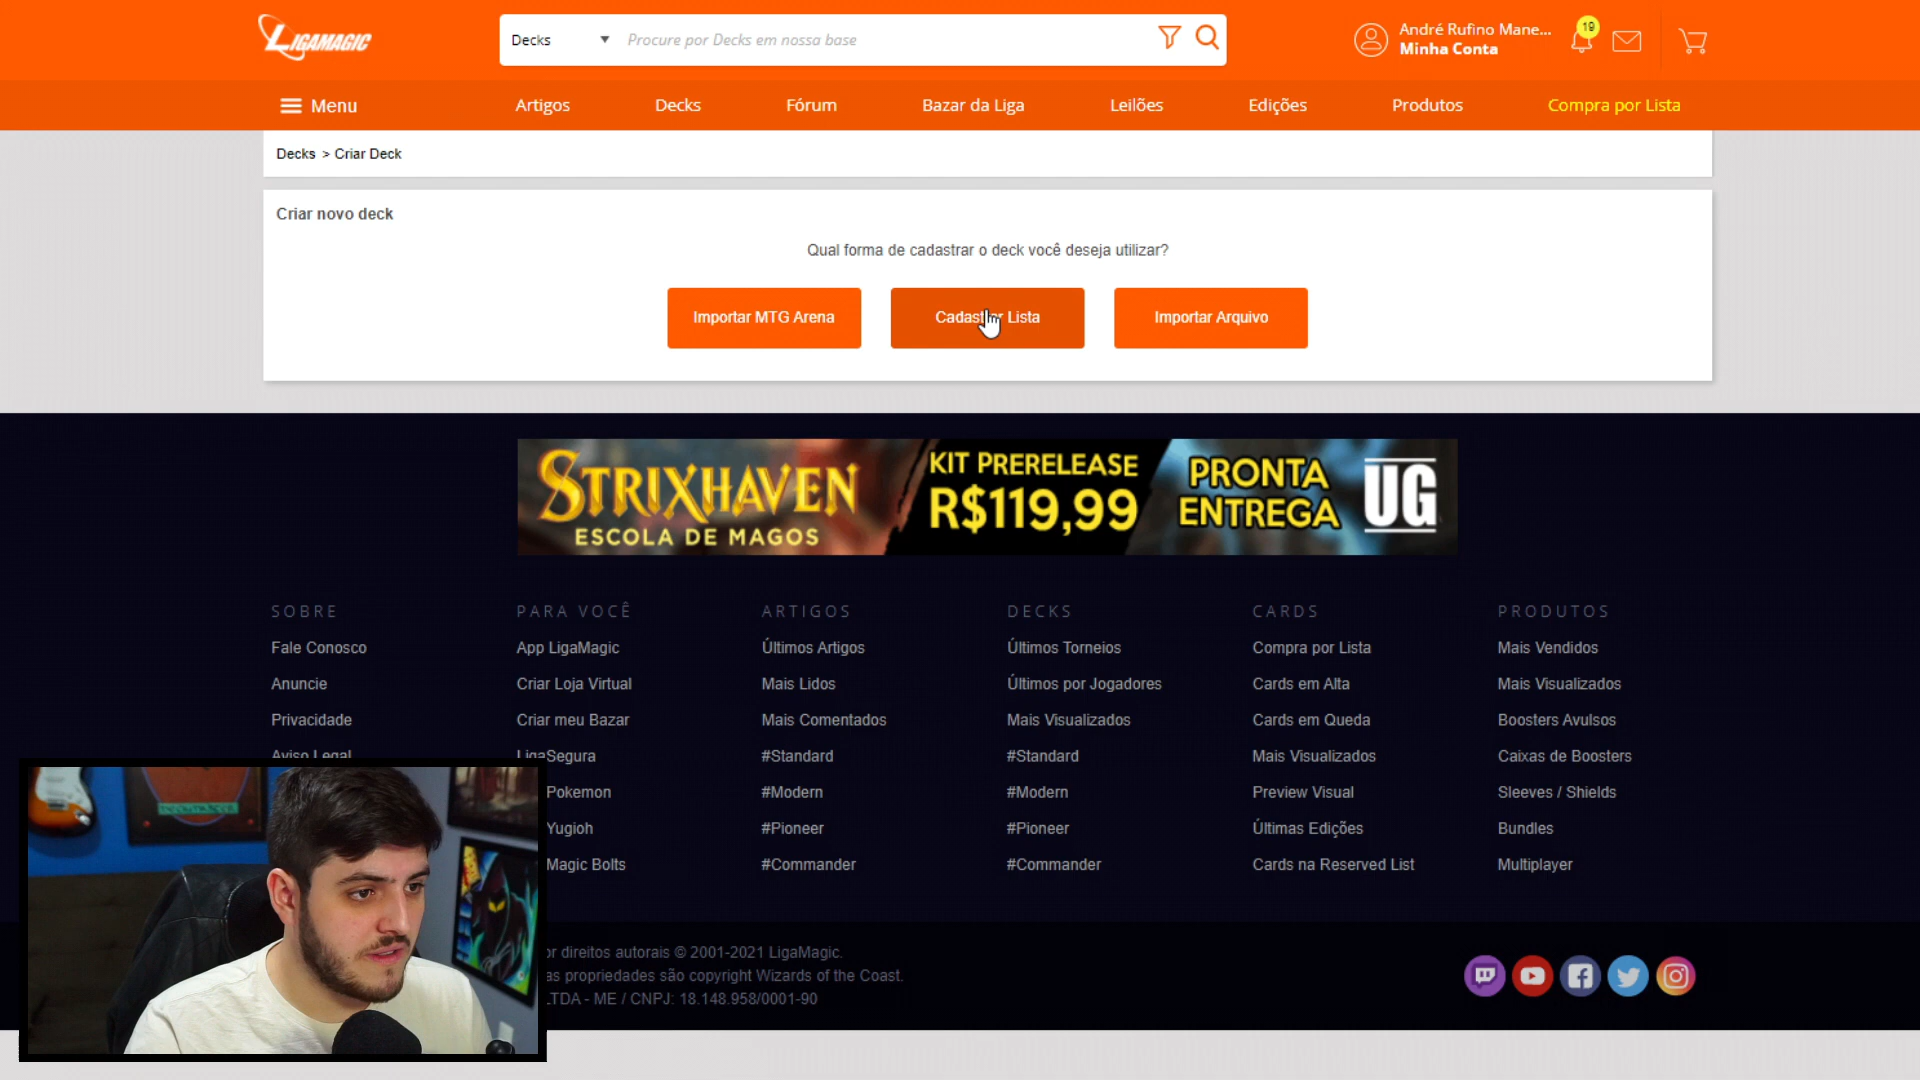 LIGAMAGIC
Decks
Procure por Decks em nossa base
André Rufino Mane...
Minha Conta
19
Menu
Artigos
Decks
Fórum
Bazar da Liga
Leilões
Edições
Produtos
Compra por Lista
Decks > Criar Deck
Criar novo deck
Qual forma de cadastrar o deck você deseja utilizar?
Importar MTG Arena
Lista
Importar Arquivo
STRIXHAVEN
ESCOLA DE MAGOS
KIT PRERELEASE
R$119,99
PRONTA
ENTREGA
UG
SOBRE
Fale Conosco
Anuncie
Privacidade
Aviso Legal
PARA VOCÊ
App LigaMagic
Criar Loja Virtual
Criar meu Bazar
LigaSegura
Pokemon
Yugioh
Magic Bolts
ARTIGOS
Últimos Artigos
Mais Lidos
Mais Comentados
#Standard
#Modern
#Pioneer
#Commander
DECKS
Últimos Torneios
Últimos por Jogadores
Mais Visualizados
#Standard
#Modern
#Pioneer
#Commander
CARDS
Compra por Lista
Cards em Alta
Cards em Queda
Mais Visualizados
Preview Visual
Últimas Edições
Cards na Reserved List
PRODUTOS
Mais Vendidos
Mais Visualizados
Boosters Avulsos
Caixas de Boosters
Sleeves / Shields
Bundles
Multiplayer
or direitos autorais © 2001-2021 LigaMagic.
as propriedades são copyright Wizards of the Coast.
LTDA - ME / CNPJ: 18.148.958/0001-90